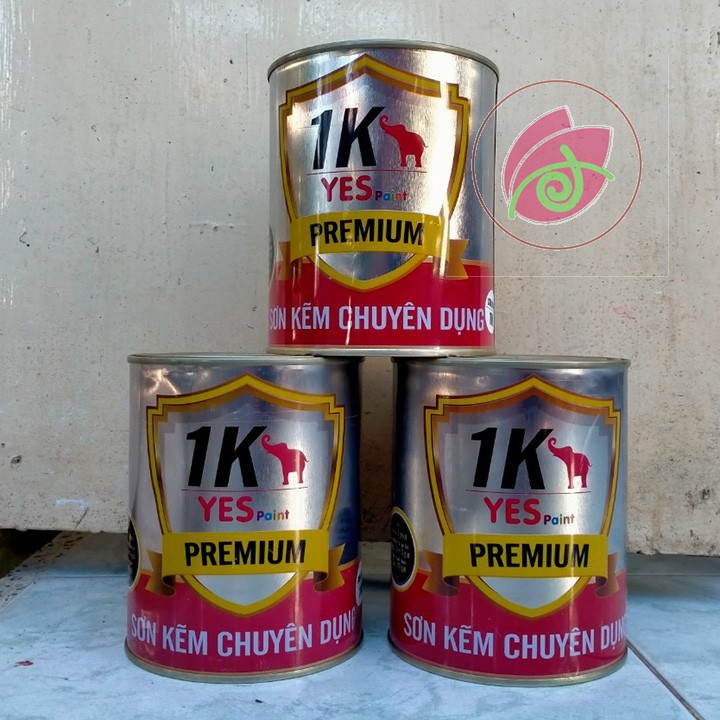 1K
YES Paint
PREMIUM
SƠN KẼM CHUYÊN DỤNG
1K
YES Paint
PREMIUM
SƠN KẼM CHUYÊN DỤNG
1K
YES Paint
PREMIUM
SƠN KẼM CHUYÊN DỤNG